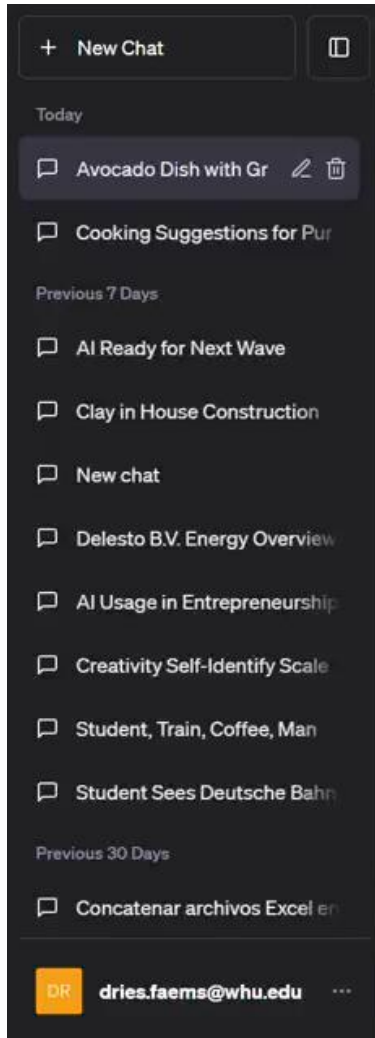 + New Chat
Today
Avocado Dish with Gr
Cooking Suggestions for Pur
Previous 7 Days
AI Ready for Next Wave
Clay in House Construction
New chat
Delesto B.V. Energy Overview
AI Usage in Entrepreneurship
Creativity Self-Identify Scale
Student, Train, Coffee, Man
Student Sees Deutsche Bahn
Previous 30 Days
Concatenar archivos Excel en
DR dries.faems@whu.edu ...